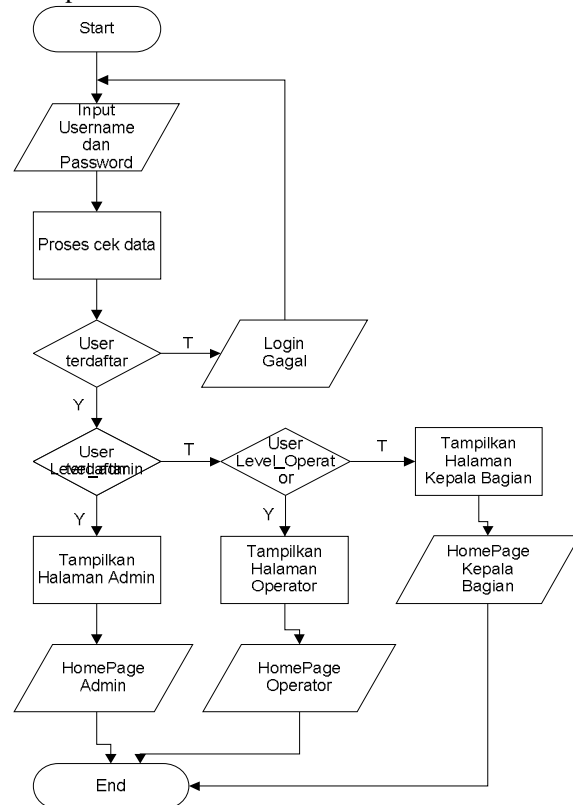 Start
Input
Username
dan
Password
Proses cek data
User
terdaftar
T
Login
Gagal
Y
User
T
User
Level_Operat
or
T
Tampilkan
Halaman
Kepala Bagian
Y
Y
Tampilkan
Halaman Admin
Tampilkan
Halaman
Operator
HomePage
Kepala
Bagian
HomePage
Admin
HomePage
Operator
End